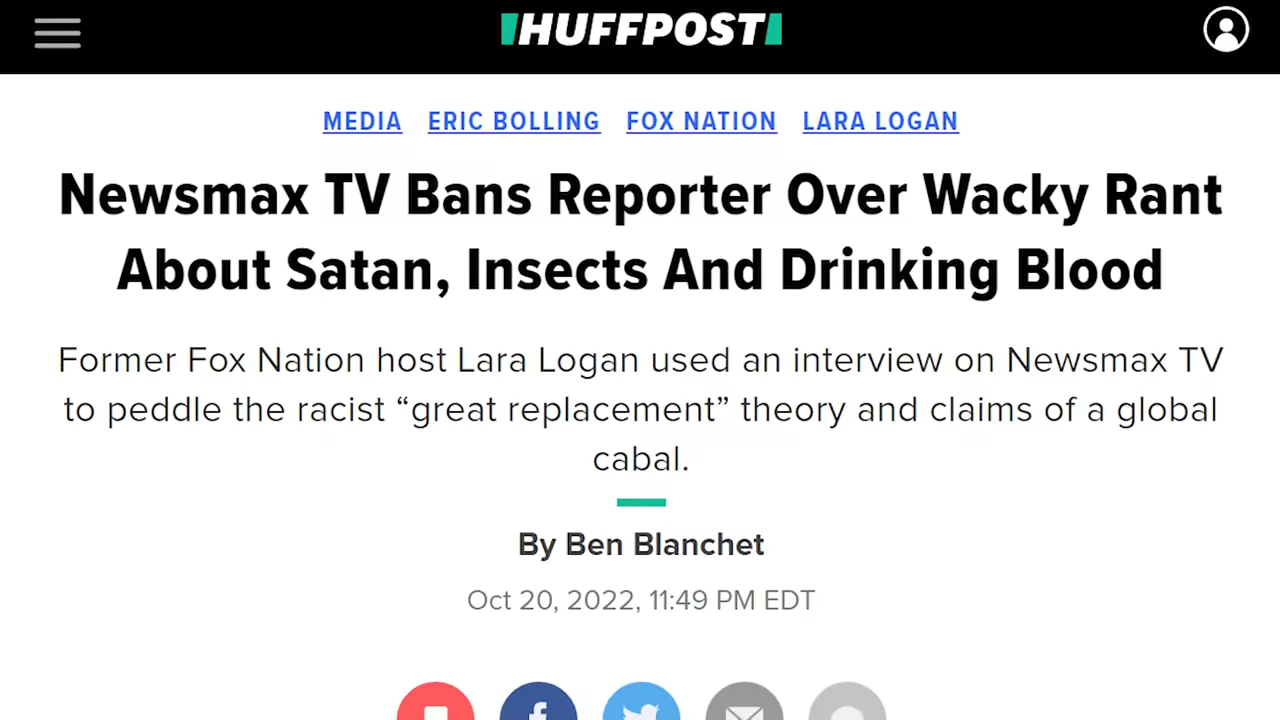 HUFFPOST
MEDIA ERIC BOLLING FOX NATION LARA LOGAN
Newsmax TV Bans Reporter Over Wacky Rant
About Satan, Insects And Drinking Blood
Former Fox Nation host Lara Logan used an interview on Newsmax TV
to peddle the racist “great replacement” theory and claims of a global
cabal.
By Ben Blanchet
Oct 20, 2022, 11:49 PM EDT